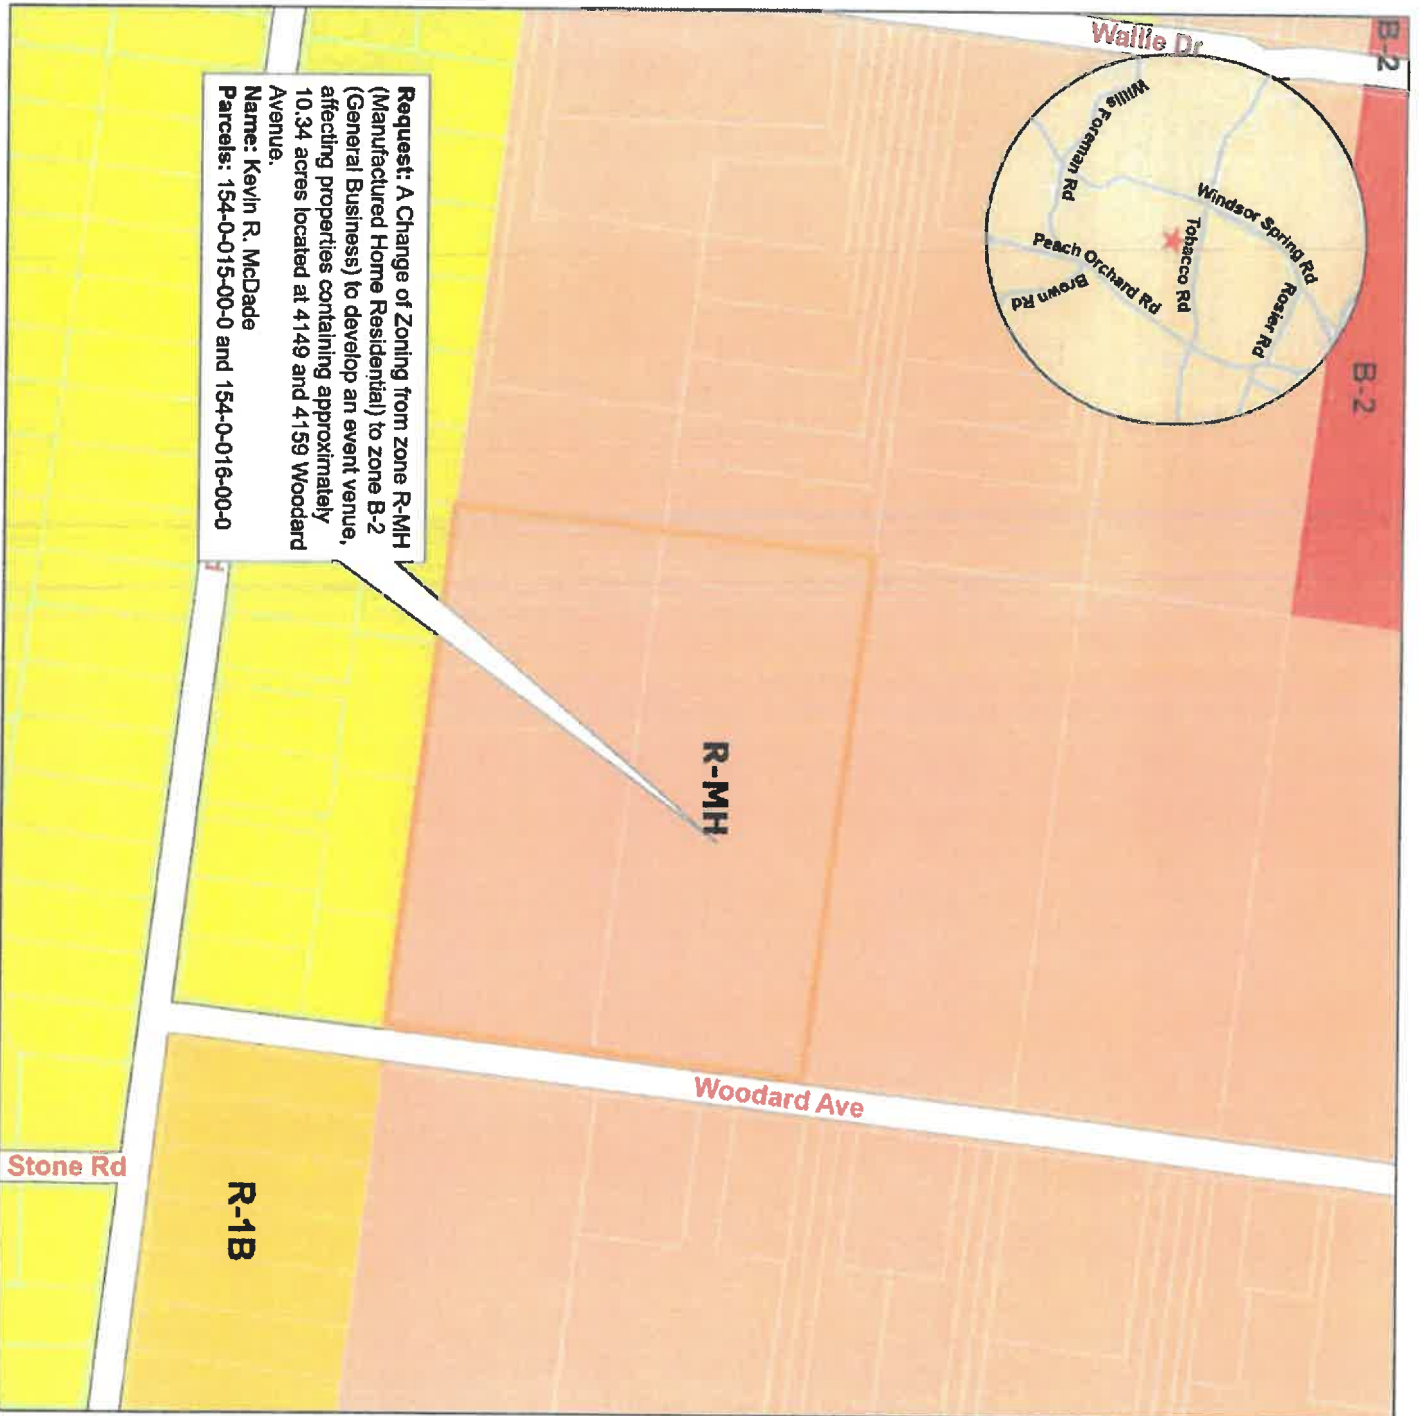 B-2
B-2
Wallie Dr
Willis Foreman Rd
Windsor Spring Rd
Tobacco Rd
Peach Orchard Rd
Brown Rd
Rosier Rd
Request: A Change of Zoning from zone R-MH
(Manufactured Home Residential) to zone B-2
(General Business) to develop an event venue,
affecting properties containing approximately
10.34 acres located at 4149 and 4159 Woodard
Avenue.
Name: Kevin R. McDade
Parcels: 154-0-015-00-0 and 154-0-016-00-0
R-MH
Woodard Ave
R-1B
Stone Rd